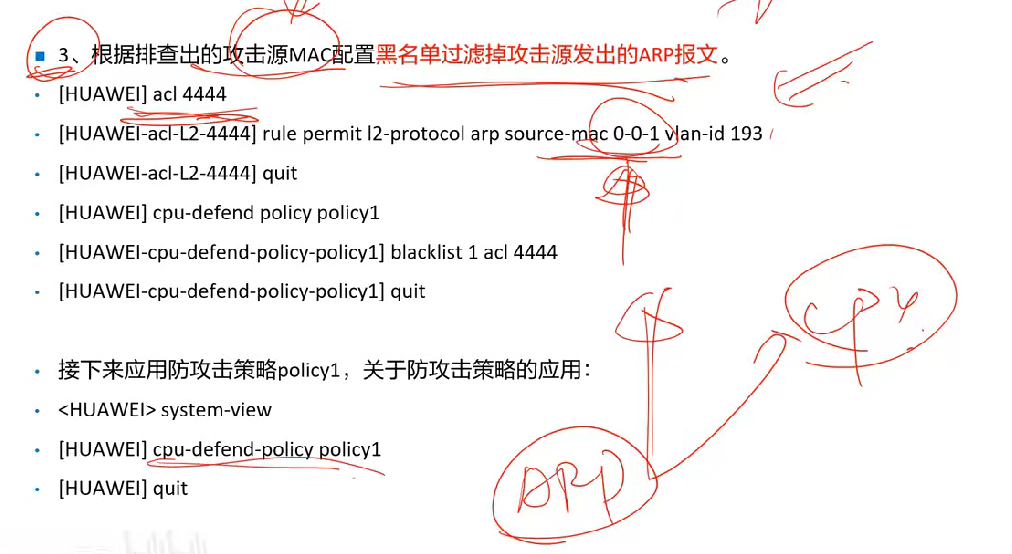 3、根据排查出的攻击源MAC配置黑名单过滤掉攻击源发出的ARP报文。
[HUAWEI] acl 4444
[HUAWEI-acl-L2-4444] rule permit l2-protocol arp source-mac 0-0-1 vlan-id 193
[HUAWEI-acl-L2-4444] quit
[HUAWEI] cpu-defend policy policy1
[HUAWEI-cpu-defend-policy-policy1] blacklist 1 acl 4444
[HUAWEI-cpu-defend-policy-policy1] quit
CPU
接下来应用防攻击策略policy1，关于防攻击策略的应用：
<HUAWEI> system-view
[HUAWEI] cpu-defend-policy policy1
[HUAWEI] quit
ARP